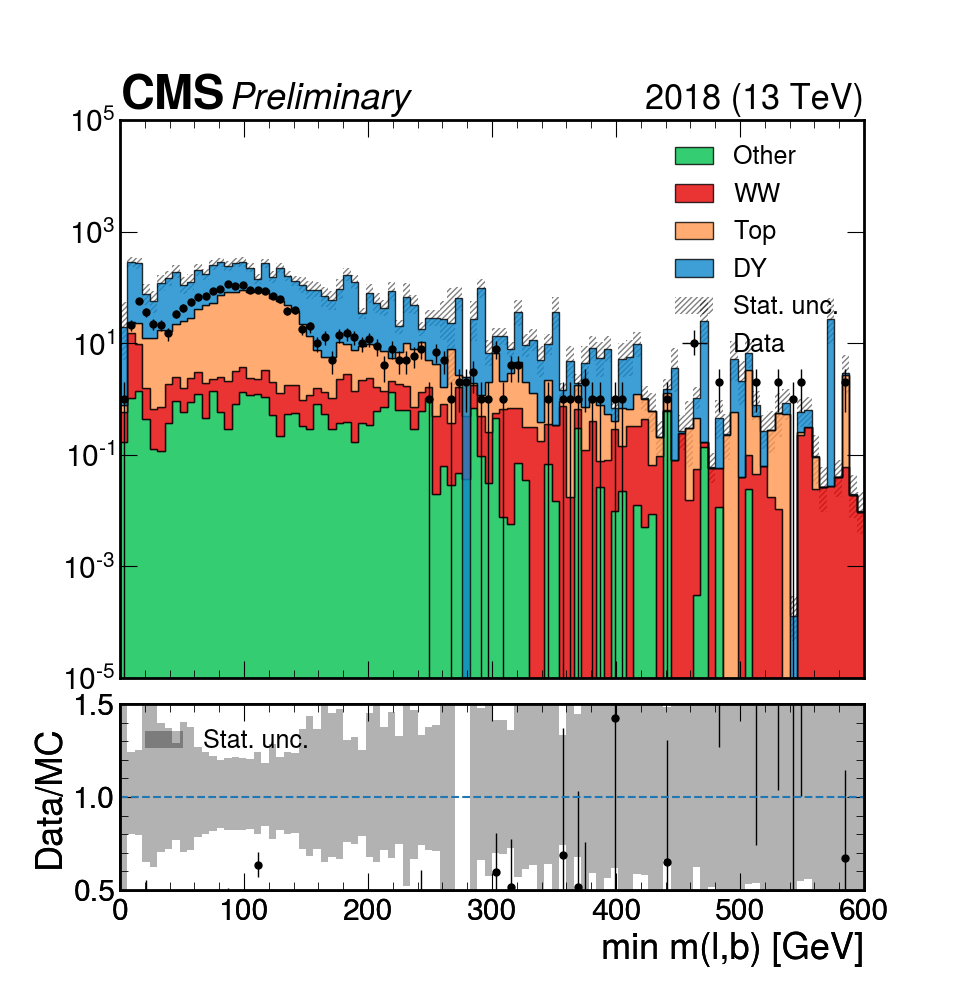 CMS Preliminary 2018 (13 TeV)
10^5
10^3
10^1
10^-1
10^-3
10^-5
Other
WW
Top
DY
Stat. unc.
Data
1.5
1.0
0.5
Data/MC
Stat. unc.
0 100 200 300 400 500 600
min m(l,b) [GeV]